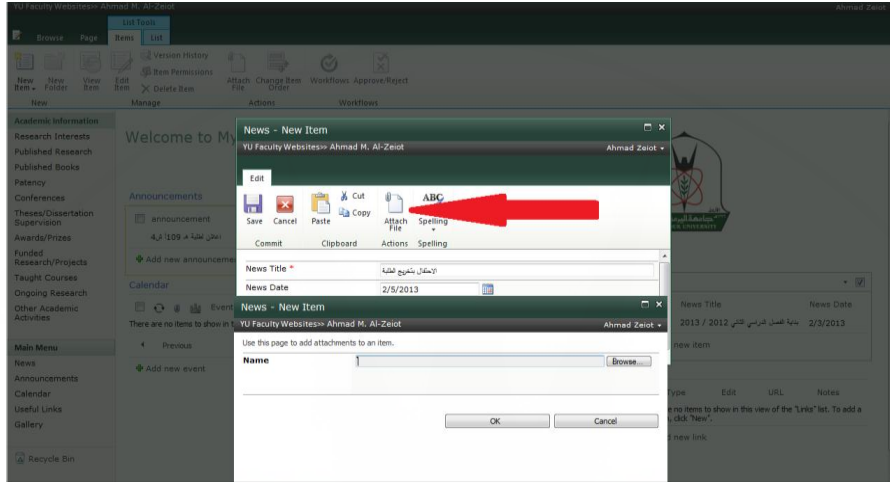 YU Faculty Websites»» Ahmad M. Al-Zeiot
Ahmad Zeiot
List Tools
Browse Page Items List
New Item
New Folder
View Item
Edit Item
Version History
Item Permissions
Delete Item
Attach File
Change Item Order
Workflows
Approve/Reject
New
Manage
Actions
Workflows
Academic Information
Research Interests
Published Research
Published Books
Patency
Conferences
Theses/Dissertation
Supervision
Awards/Prizes
Funded
Research/Projects
Taught Courses
Ongoing Research
Other Academic
Activities
Main Menu
News
Announcements
Calendar
Useful Links
Gallery
Recycle Bin
Welcome to My
Announcements
announcement
Add new announceme
Calendar
Event
There are no items to show in t
Previous
Add new event
News - New Item
YU Faculty Websites»» Ahmad M. Al-Zeiot
Ahmad Zeiot
Edit
Save
Cancel
Paste
Cut
Copy
Attach File
ABC
Spelling
Commit
Clipboard
Actions
Spelling
News Title *
الاحتفال بتخريج الطلبة
News Date
2/5/2013
News - New Item
YU Faculty Websites»» Ahmad M. Al-Zeiot
Ahmad Zeiot
Use this page to add attachments to an item.
Name
Browse...
OK
Cancel
News Title
News Date
2013 / 2012
2/3/2013
new item
Type
Edit
URL
Notes
e no items to show in this view of the "Links" list. To add a
, click "New".
new link